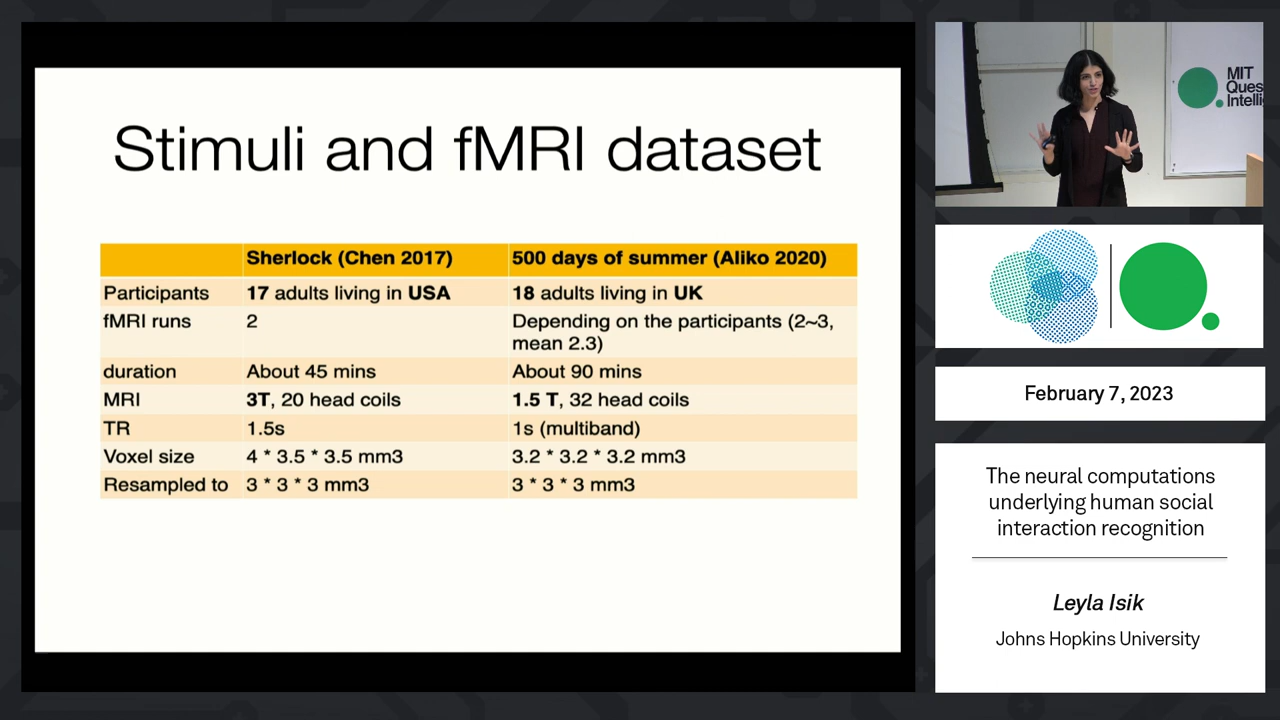 Stimuli and fMRI dataset
Sherlock (Chen 2017) 500 days of summer (Aliko 2020)
Participants 17 adults living in USA 18 adults living in UK
fMRI runs 2 Depending on the participants (2~3,
mean 2.3)
duration About 45 mins About 90 mins
MRI 3T, 20 head coils 1.5 T, 32 head coils
TR 1.5s 1s (multiband)
Voxel size 4 * 3.5 * 3.5 mm3 3.2 * 3.2 * 3.2 mm3
Resampled to 3 * 3 * 3 mm3 3 * 3 * 3 mm3
MIT
Ques
Intelli
February 7, 2023
The neural computations
underlying human social
interaction recognition
Leyla Isik
Johns Hopkins University